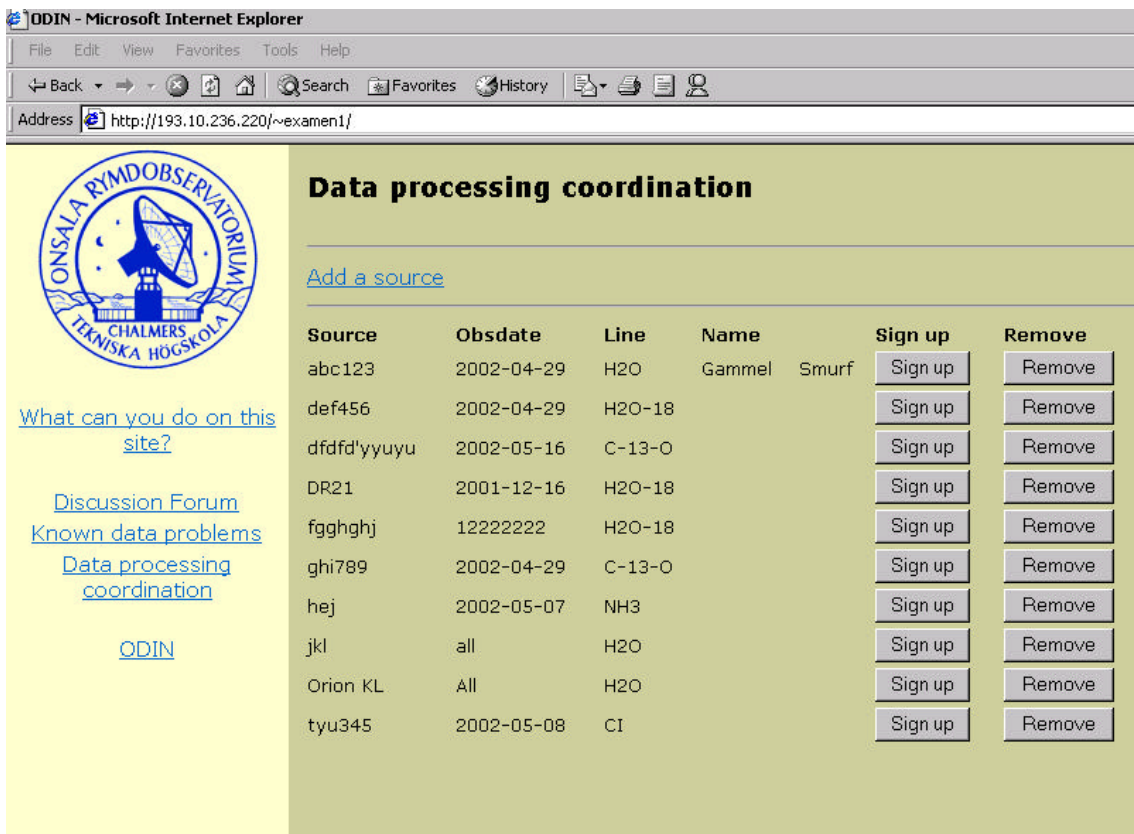 ODIN - Microsoft Internet Explorer
File Edit View Favorites Tools Help
Back Search Favorites History
Address http://193.10.236.220/~examen1/
ONSALA RYMDOBSERVATORIUM
CHALMERS
TEKNISKA HÖGSKOLA
What can you do on this
site?
Discussion Forum
Known data problems
Data processing
coordination
ODIN
Data processing coordination
Add a source
Source Obsdate Line Name Sign up Remove
abc123 2002-04-29 H2O Gammel Smurf Sign up Remove
def456 2002-04-29 H2O-18 Sign up Remove
dfdfd'yyuyu 2002-05-16 C-13-O Sign up Remove
DR21 2001-12-16 H2O-18 Sign up Remove
fgghghj 12222222 H2O-18 Sign up Remove
ghi789 2002-04-29 C-13-O Sign up Remove
hej 2002-05-07 NH3 Sign up Remove
jkl all H2O Sign up Remove
Orion KL All H2O Sign up Remove
tyu345 2002-05-08 CI Sign up Remove